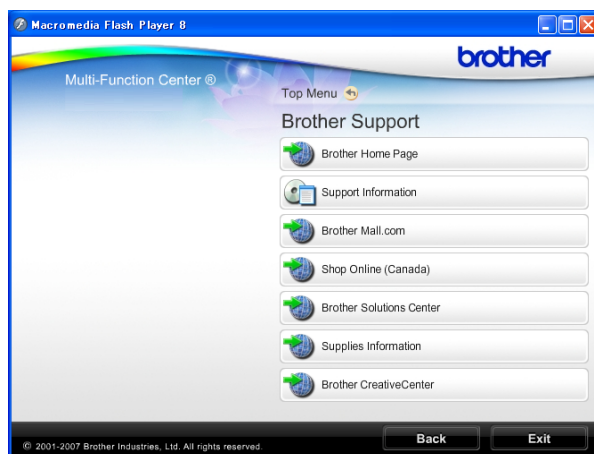 Macromedia Flash Player 8
brother
Multi-Function Center ®
Top Menu
Brother Support
Brother Home Page
Support Information
Brother Mall.com
Shop Online (Canada)
Brother Solutions Center
Supplies Information
Brother CreativeCenter
Back
Exit
© 2001-2007 Brother Industries, Ltd. All rights reserved.